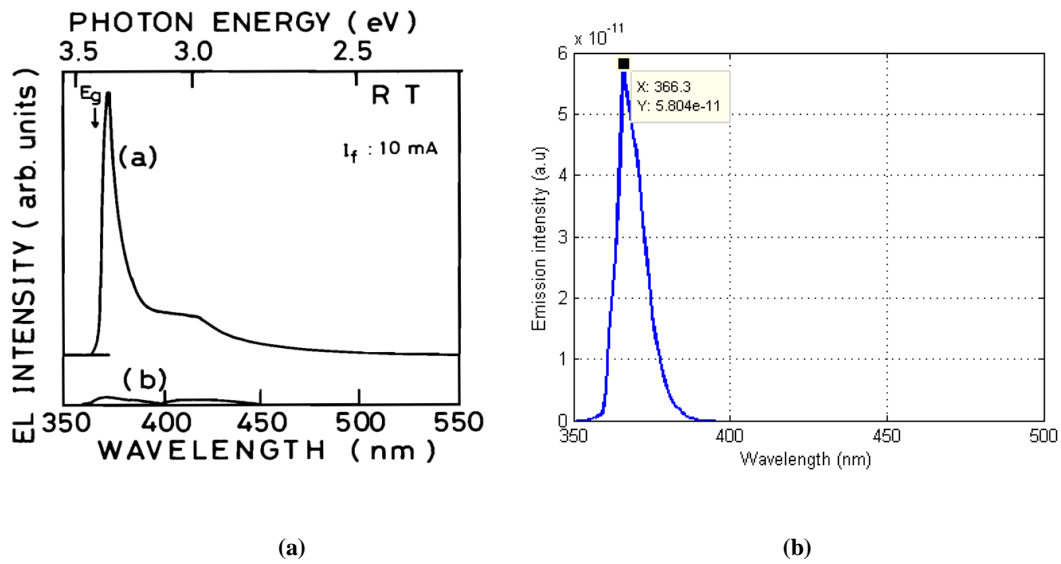 PHOTON ENERGY (eV)
3.5 3.0 2.5
Eg
R T
(a)
If : 10 mA
(b)
350 400 450 500 550
WAVELENGTH (nm)
EL INTENSITY (arb. units)
x 10-11
6
5
4
3
2
1
0
X: 366.3
Y: 5.804e-11
350 400 450 500
Wavelength (nm)
Emission intensity (a.u)
(a) (b)